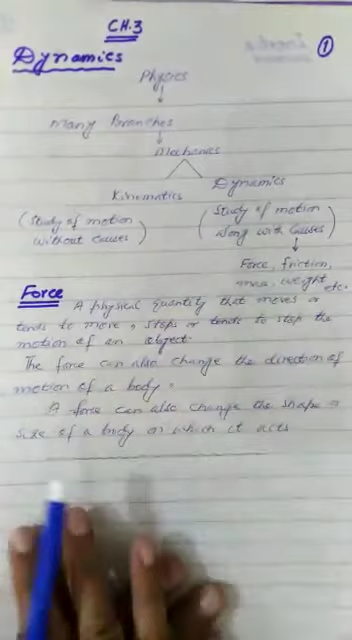 CH.3
Dynamics
1
Physics
Many Branches
Mechanics
Kinematics
Dynamics
(Study of motion
without causes)
(Study of motion
along with causes)
Force, friction,
mass, weight
etc.
Force
A physical quantity that moves or
tends to move, stops or tends to stop the
motion of an object.
The force can also change the direction of
motion of a body.
A force can also change the shape or
size of a body on which it acts